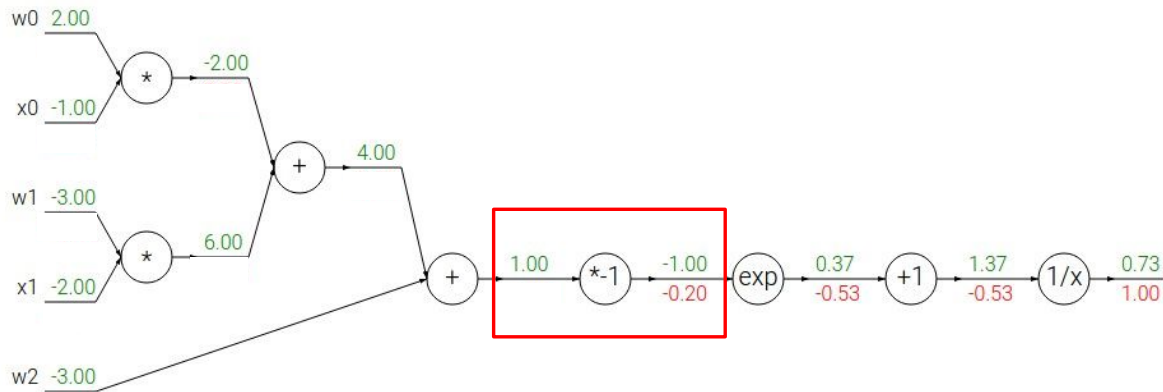 w0 2.00
* -2.00
x0 -1.00
+ 4.00
w1 -3.00
* 6.00
x1 -2.00
+ 1.00 *-1 -1.00 exp 0.37 +1 1.37 1/x 0.73
-0.20 -0.53 -0.53 1.00
w2 -3.00